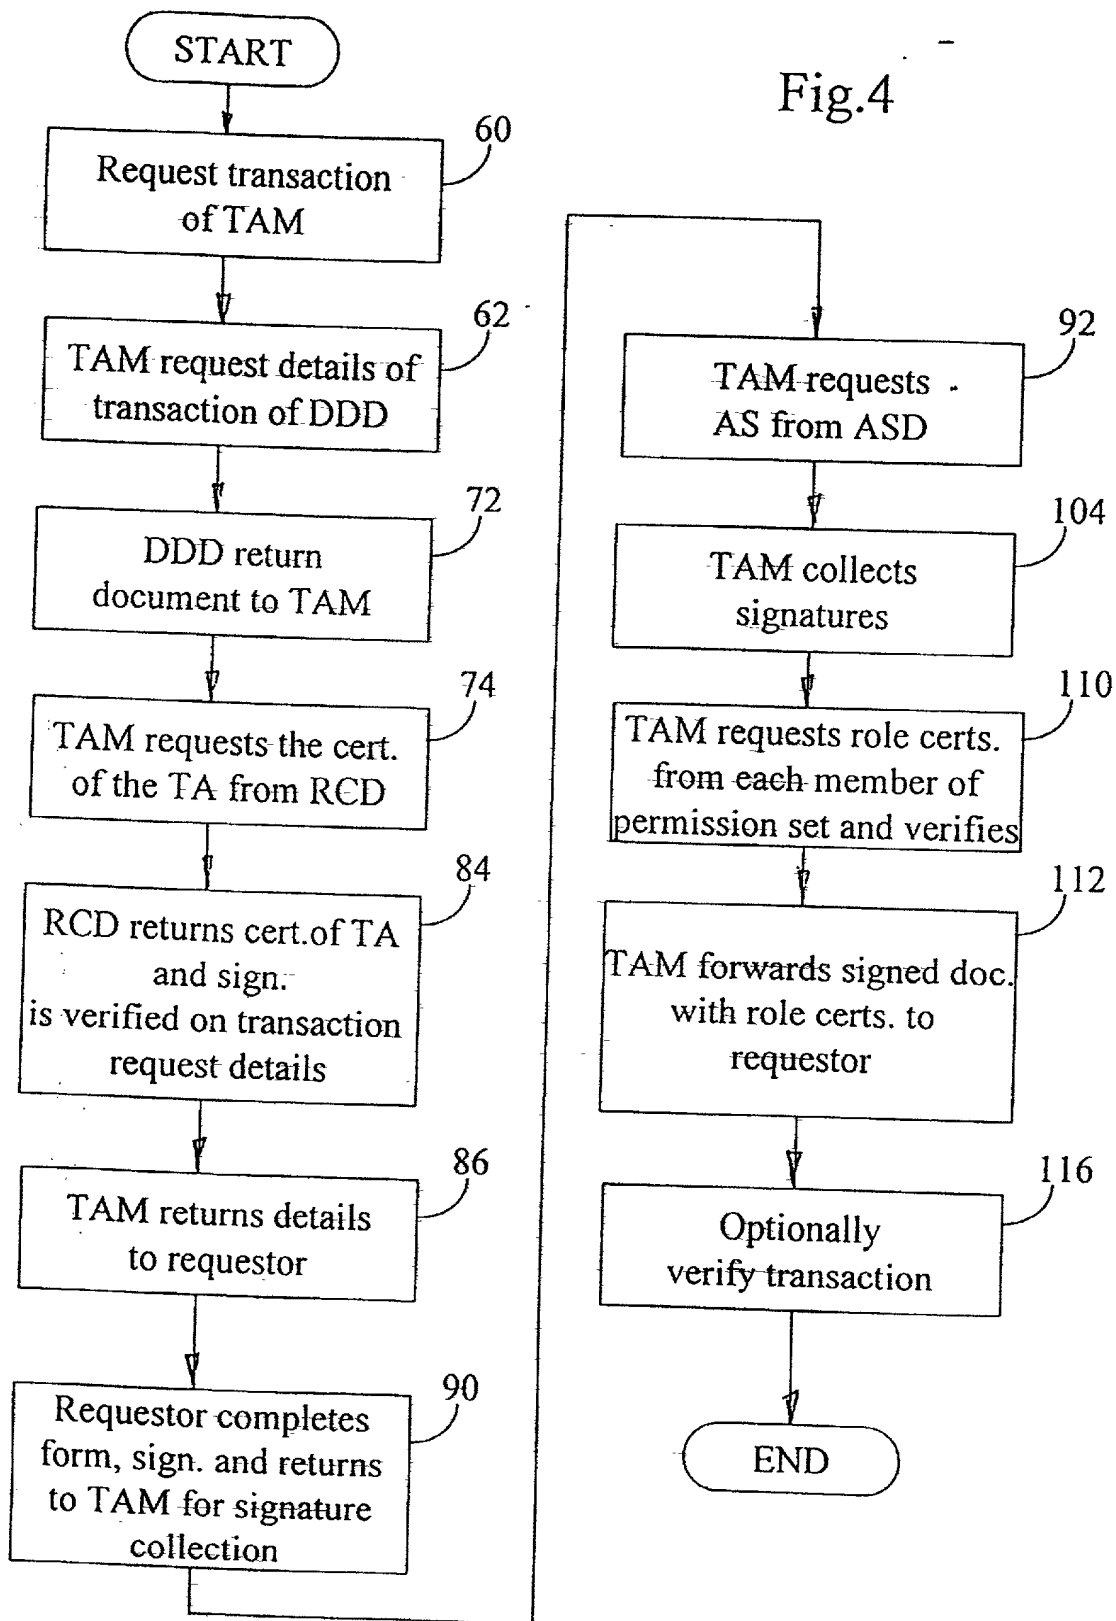 Fig.4
START
60
Request transaction
of TAM
62
TAM request details of
transaction of DDD
72
DDD return
document to TAM
74
TAM requests the cert.
of the TA from RCD
84
RCD returns cert.of TA
and sign.
is verified on transaction
request details
86
TAM returns details
to requestor
90
Requestor completes
form, sign. and returns
to TAM for signature
collection
92
TAM requests
AS from ASD
104
TAM collects
signatures
110
TAM requests role certs.
from each member of
permission set and verifies
112
TAM forwards signed doc.
with role certs. to
requestor
116
Optionally
verify transaction
END